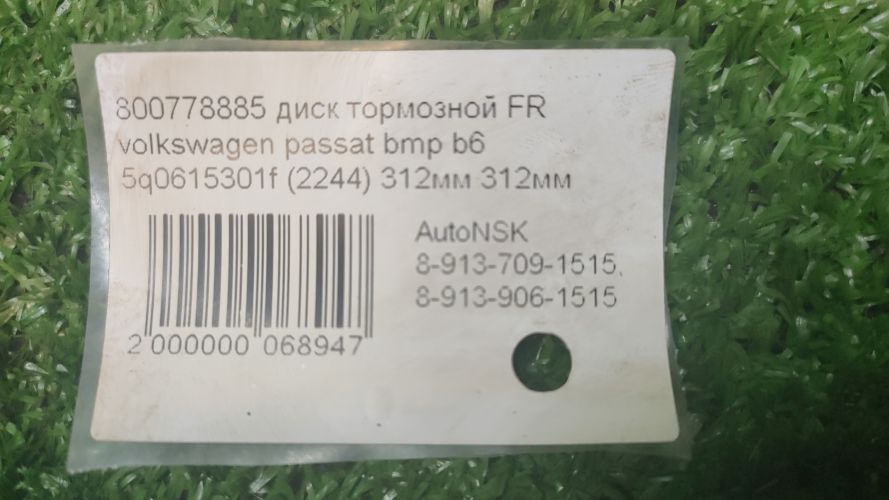 800778885 диск тормозной FR
volkswagen passat bmp b6
5q0615301f (2244) 312мм 312мм
AutoNSK
8-913-709-1515,
8-913-906-1515
2 000000 068947